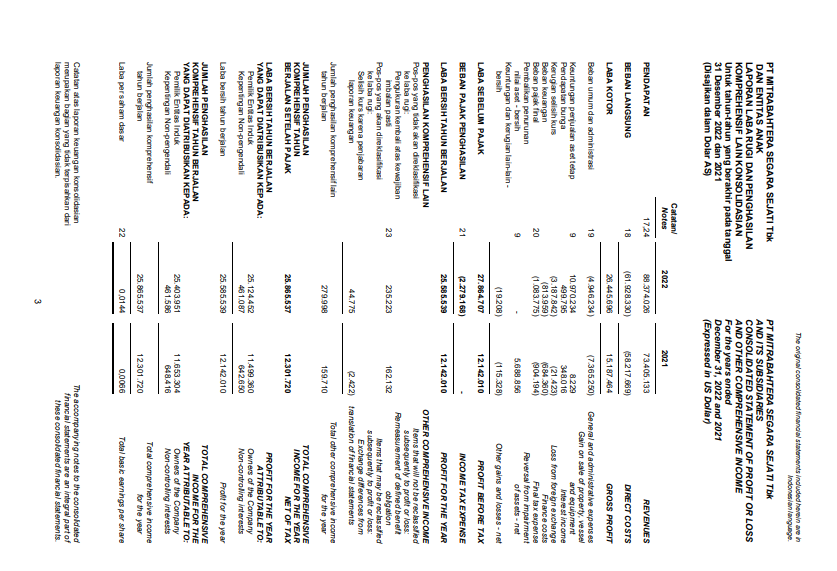 The original consolidated financial statements included herein are in
Indonesian language.
PT MITRABAHTERA SEGARA SEJATI Tbk PT MITRABAHTERA SEGARA SEJATI Tbk
DAN ENTITAS ANAK AND ITS SUBSIDIARIES
LAPORAN LABA RUGI DAN PENGHASILAN CONSOLIDATED STATEMENT OF PROFIT OR LOSS
KOMPREHENSIF LAIN KONSOLIDASIAN AND OTHER COMPREHENSIVE INCOME
Untuk tahun-tahun yang berakhir pada tanggal For the years ended
31 Desember 2022 dan 2021 December 31, 2022 and 2021
(Disajikan dalam Dolar AS) (Expressed in US Dollar)
Catatan/
Notes 2022 2021
PENDAPATAN 17,24 88.374.026 73.405.133 REVENUES
BEBAN LANGSUNG 18 (61.928.330) (58.217.669) DIRECT COSTS
LABA KOTOR 26.445.696 15.187.464 GROSS PROFIT
Beban umum dan administrasi 19 (4.946.234) (7.365.250) General and administrative expenses
Gain on sale of property, vessel
Keuntungan penjualan aset tetap 9 10.970.234 8.229 and equipment
Pendapatan bunga 499.795 348.016 Interest income
Kerugian selisih kurs (3.187.842) (21.423) Loss from foreign exchange
Beban keuangan (813.959) (684.360) Finance costs
Beban pajak final 20 (1.083.775) (904.194) Final tax expense
Pembalikan penurunan Reversal from impairment
nilai aset - bersih 9 - 5.688.856 of assets - net
Keuntungan dan kerugian lain-lain -
bersih (19.208) (115.328) Other gains and losses - net
LABA SEBELUM PAJAK 27.864.707 12.142.010 PROFIT BEFORE TAX
BEBAN PAJAK PENGHASILAN 21 (2.279.168) - INCOME TAX EXPENSE
LABA BERSIH TAHUN BERJALAN 25.585.539 12.142.010 PROFIT FOR THE YEAR
PENGHASILAN KOMPREHENSIF LAIN OTHER COMPREHENSIVE INCOME
Pos-pos yang tidak akan direklasifikasi Items that will not be reclassified
ke laba rugi: subsequently to profit or loss:
Pengukuran kembali atas kewajiban Remeasurement of defined benefit
imbalan pasti 23 235.223 162.132 obligation
Pos-pos yang akan direklasifikasi Items that may be reclassified
ke laba rugi: subsequently to profit or loss:
Selisih kurs karena penjabaran Exchange differences from
laporan keuangan 44.775 (2.422) translation of financial statements
Jumlah penghasilan komprehensif lain Total other comprehensive income
tahun berjalan 279.998 159.710 for the year
JUMLAH PENGHASILAN TOTAL COMPREHENSIVE
KOMPREHENSIF TAHUN INCOME FOR THE YEAR
BERJALAN SETELAH PAJAK 25.865.537 12.301.720 NET OF TAX
LABA BERSIH TAHUN BERJALAN PROFIT FOR THE YEAR
YANG DAPAT DIATRIBUSIKAN KEPADA: ATTRIBUTABLE TO:
Pemilik Entitas Induk 25.124.452 11.499.360 Owners of the Company
Kepentingan Non-pengendali 461.087 642.650 Non-controlling interests
Laba bersih tahun berjalan 25.585.539 12.142.010 Profit for the year
JUMLAH PENGHASILAN TOTAL COMPREHENSIVE
KOMPREHENSIF TAHUN BERJALAN INCOME FOR THE
YANG DAPAT DIATRIBUSIKAN KEPADA: YEAR ATTRIBUTABLE TO:
Pemilik Entitas Induk 25.403.951 11.653.304 Owners of the Company
Kepentingan Non-pengendali 461.586 648.416 Non-controlling interests
Jumlah penghasilan komprehensif Total comprehensive income
tahun berjalan 25.865.537 12.301.720 for the year
Laba per saham dasar 22 0,0144 0,0066 Total basic earnings per share
Catatan atas laporan keuangan konsolidasian The accompanying notes to the consolidated
merupakan bagian yang tidak terpisahkan dari financial statements are an integral part of
laporan keuangan konsolidasian. these consolidated financial statements.
3